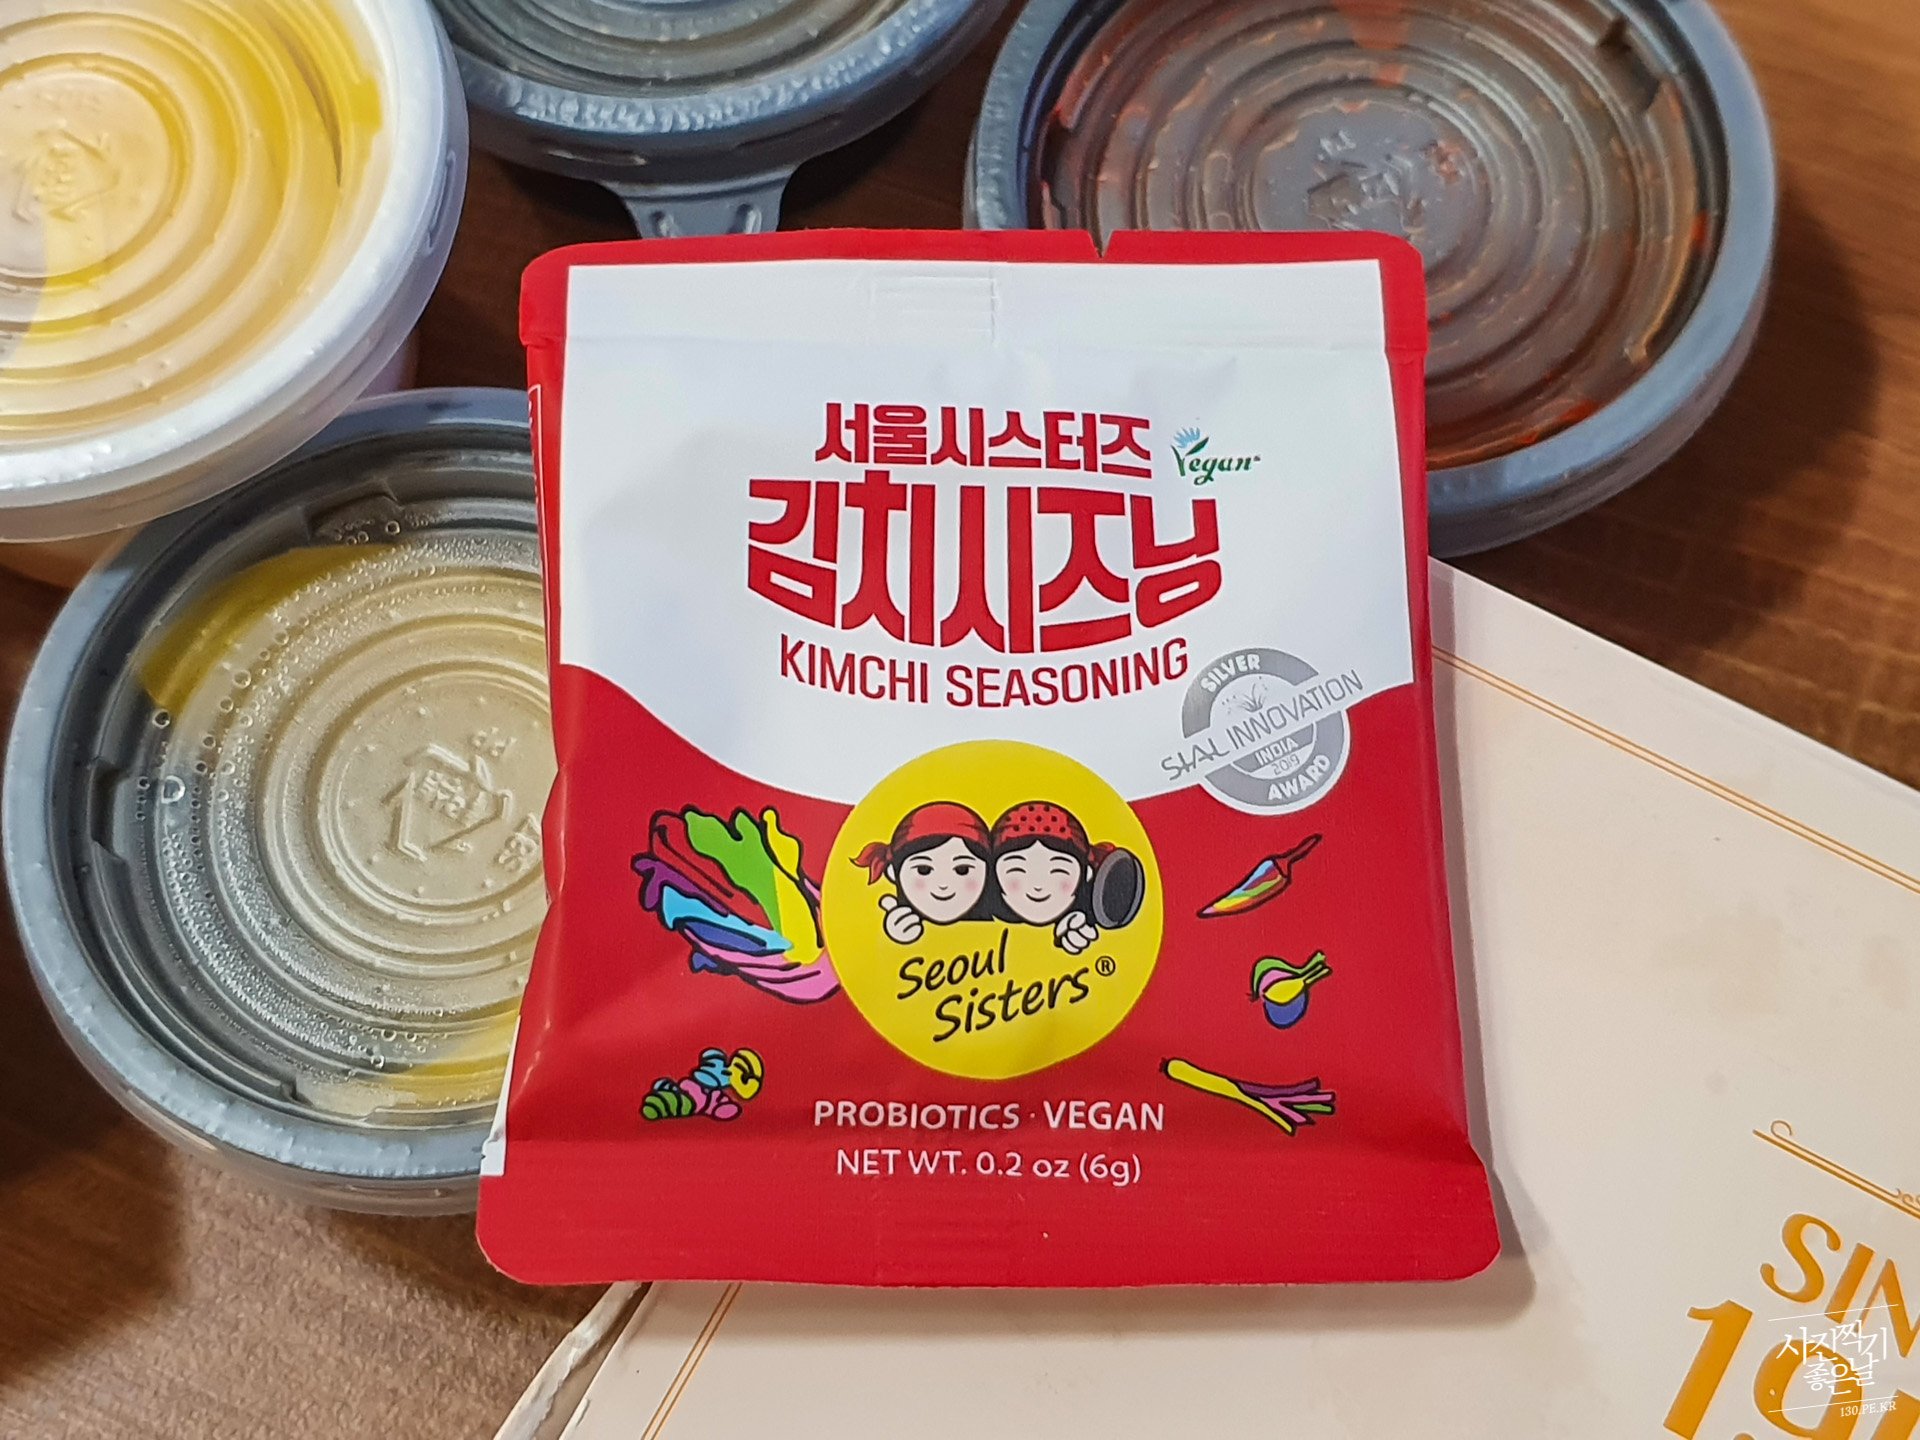 서울시스터즈
Vegan
김치시즈닝
KIMCHI SEASONING
SILVER
SIAL INNOVATION
INDIA
2019
AWARD
Seoul
Sisters®
PROBIOTICS · VEGAN
NET WT. 0.2 oz (6g)
사진찍기
좋은날
130.PE.KR